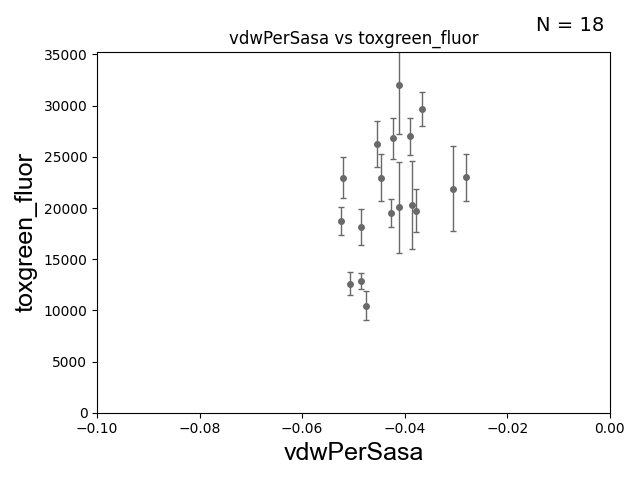 N = 18
vdwPerSasa vs toxgreen_fluor
35000
30000
25000
20000
15000
10000
5000
0
toxgreen_fluor
−0.10 −0.08 −0.06 −0.04 −0.02 0.00
vdwPerSasa